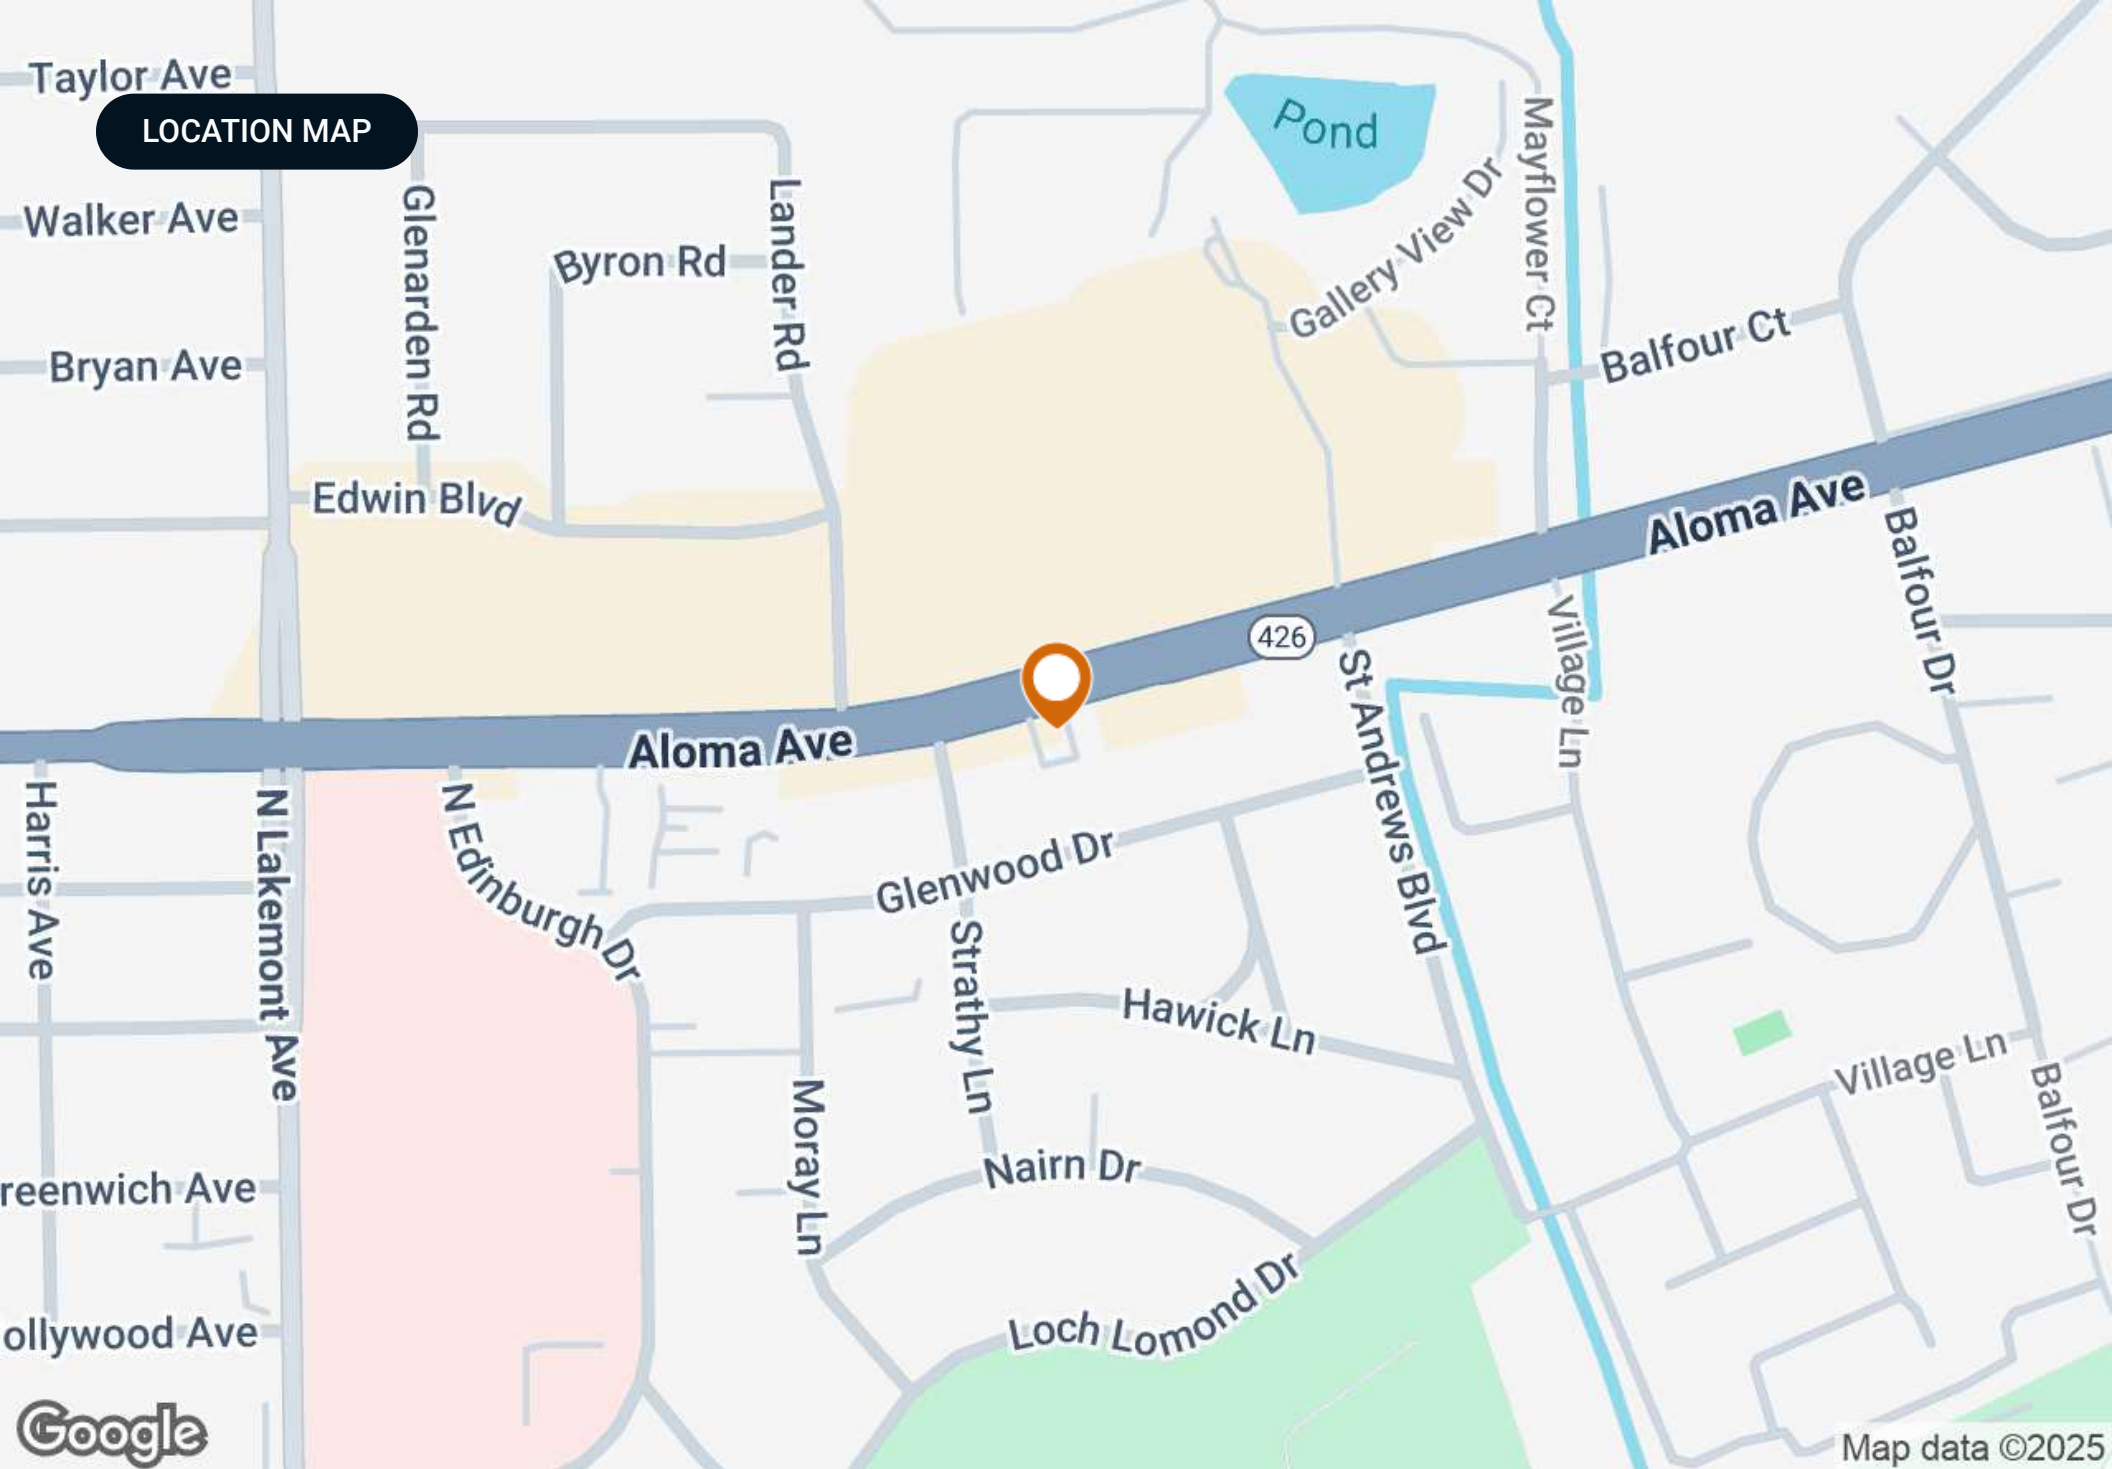 Taylor Ave
LOCATION MAP
Pond
Mayflower Ct
Walker Ave
Glenarden Rd
Lander Rd
Byron Rd
Gallery View Dr
Balfour Ct
Bryan Ave
Edwin Blvd
Aloma Ave
Balfour Dr
426
Village Ln
St Andrews Blvd
Aloma Ave
Harris Ave
N Lakemont Ave
N Edinburgh Dr
Glenwood Dr
Strathy Ln
Hawick Ln
Moray Ln
Village Ln
Balfour Dr
Nairn Dr
reenwich Ave
Loch Lomond Dr
ollywood Ave
Google
Map data ©2025